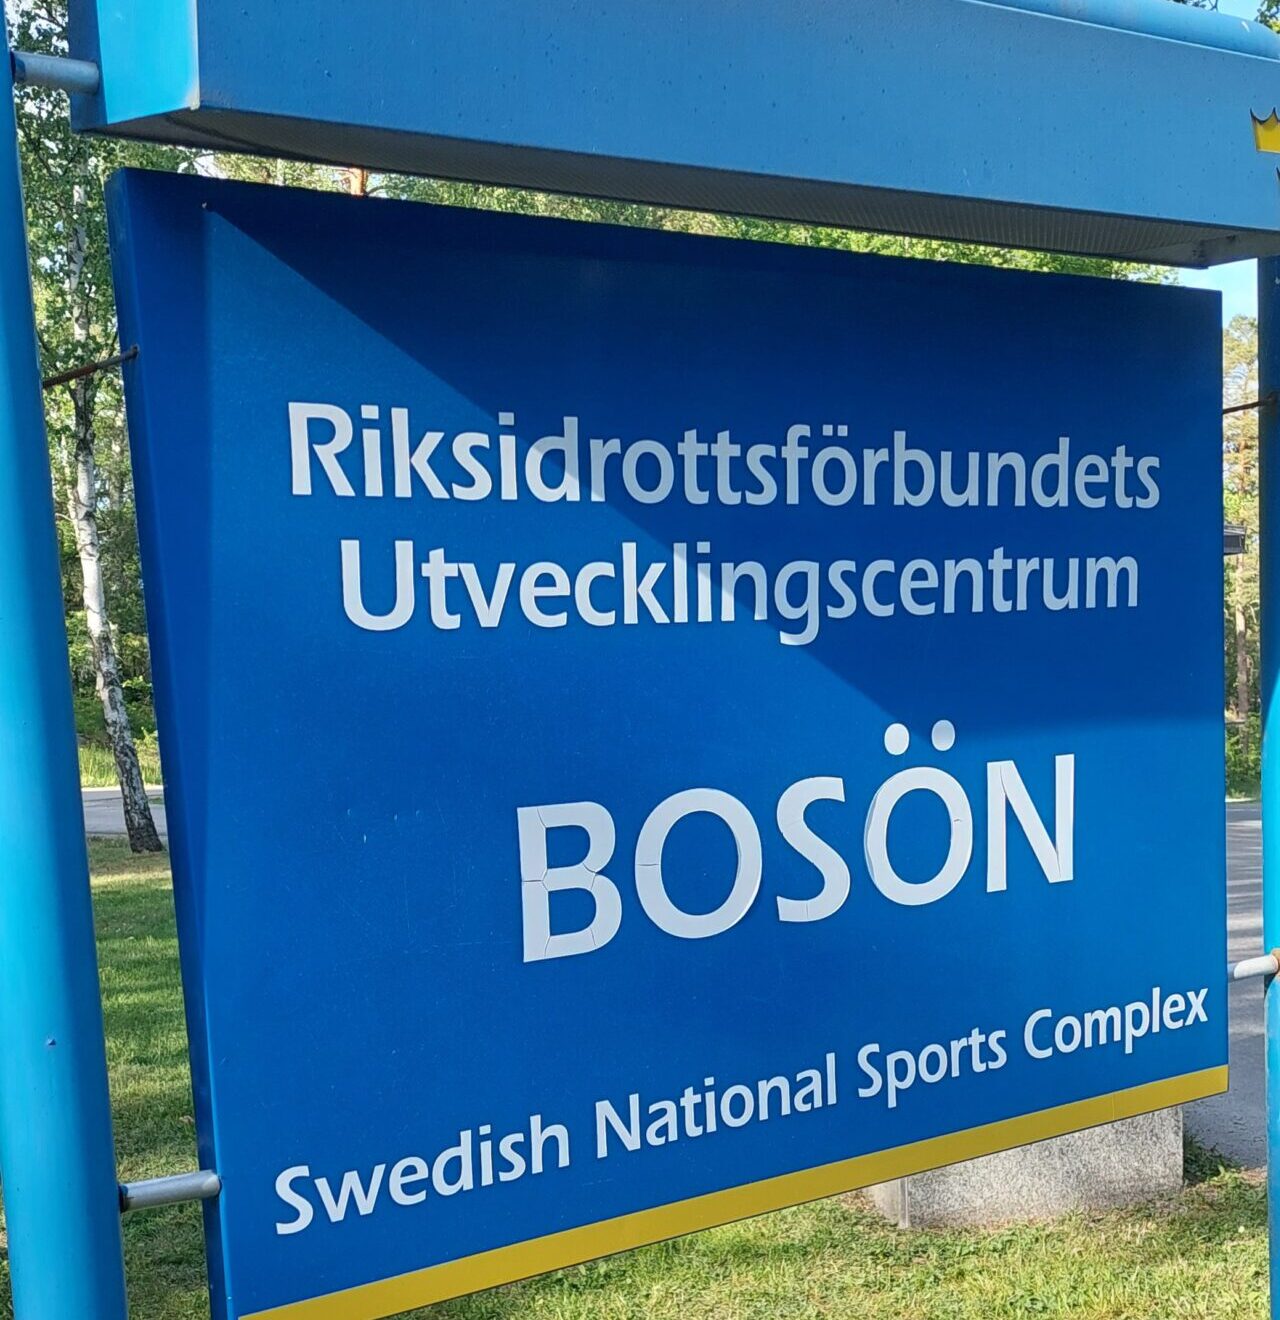 Riksidrottsförbundets
Utvecklingscentrum
BOSÖN
Swedish National Sports Complex